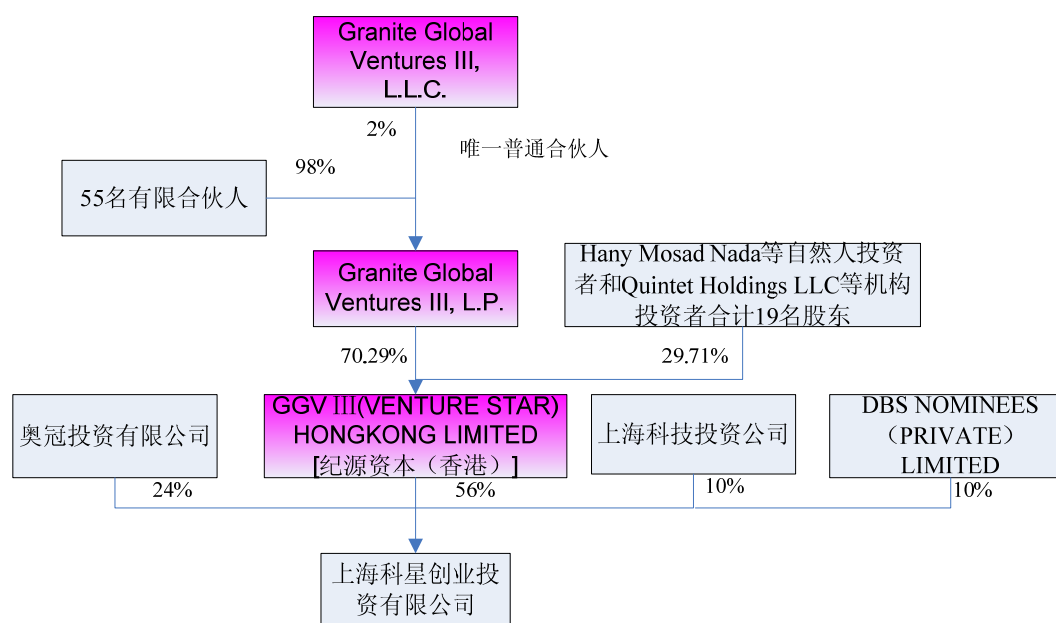 Granite Global
Ventures III,
L.L.C.
2%
唯一普通合伙人
98%
55名有限合伙人
Granite Global
Ventures III, L.P.
Hany Mosad Nada等自然人投资
者和Quintet Holdings LLC等机构
投资者合计19名股东
70.29%
29.71%
奥冠投资有限公司
GGV III(VENTURE STAR)
HONGKONG LIMITED
[纪源资本（香港）]
上海科技投资公司
DBS NOMINEES
（PRIVATE）
LIMITED
24%
56%
10%
10%
上海科星创业投
资有限公司